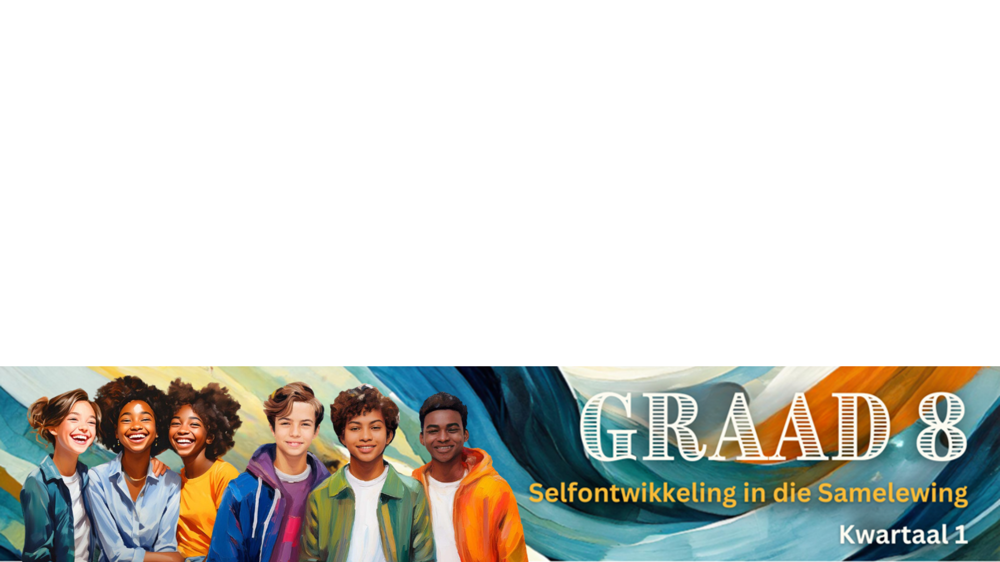 GRAAD 8
Selfontwikkeling in die Samelewing
Kwartaal 1